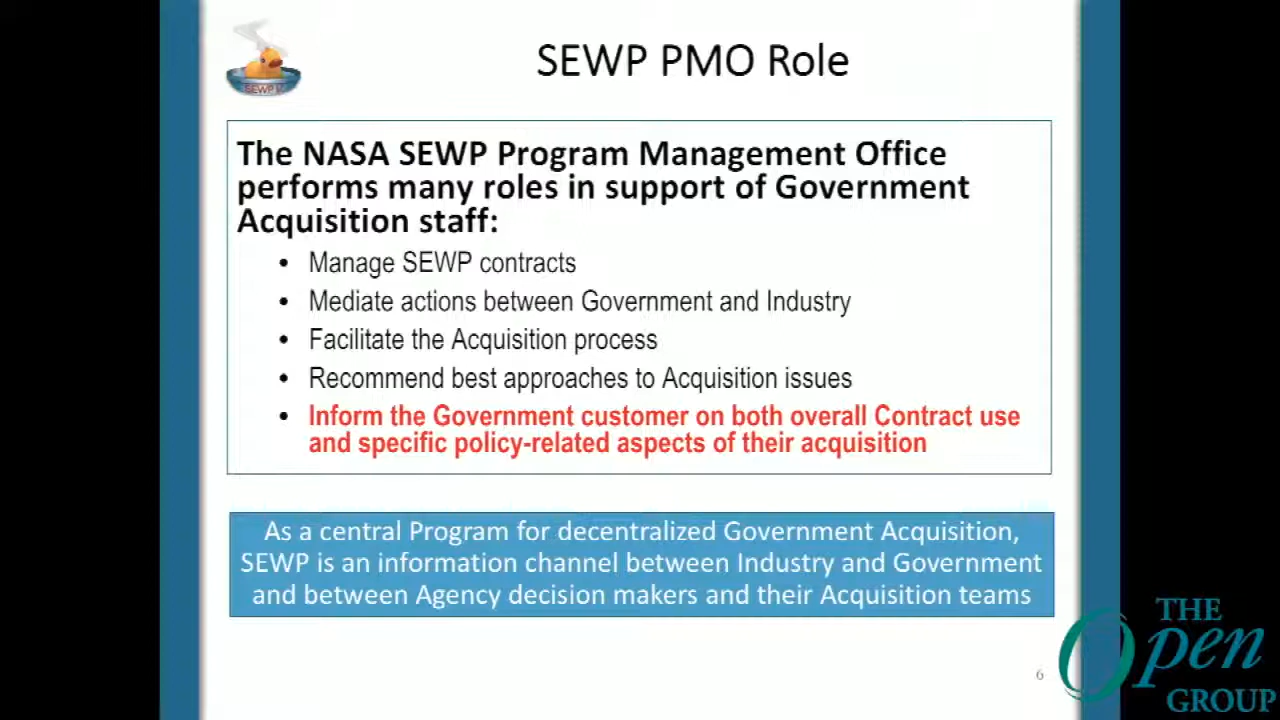 SEWP PMO Role
The NASA SEWP Program Management Office
performs many roles in support of Government
Acquisition staff:
• Manage SEWP contracts
• Mediate actions between Government and Industry
• Facilitate the Acquisition process
• Recommend best approaches to Acquisition issues
• Inform the Government customer on both overall Contract use
and specific policy-related aspects of their acquisition
As a central Program for decentralized Government Acquisition,
SEWP is an information channel between Industry and Government
and between Agency decision makers and their Acquisition teams
6
THE
Open
GROUP